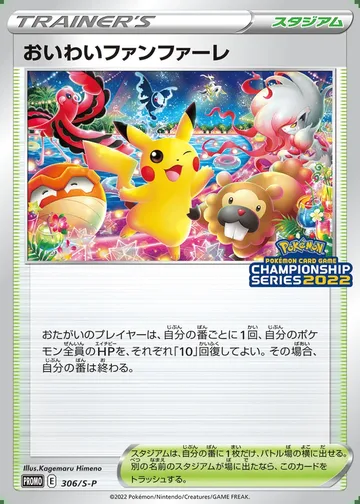 TRAINER'S
スタジアム
おいわいファンファーレ
Pokémon
POKÉMON CARD GAME
CHAMPIONSHIP
SERIES 2022
おたがいのプレイヤーは、自分の番ごとに1回、自分のポケ
モン全員のHPを、それぞれ「10」回復してよい。その場合、
自分の番は終わる。
Illus.Kagemaru Himeno
PROMO E 306/S-P
スタジアムは、自分の番に1枚だけ、バトル場の横に出せる。
別の名前のスタジアムが場に出たなら、このカードを
トラッシュする。
©2022 Pokémon/Nintendo/Creatures/GAME FREAK.